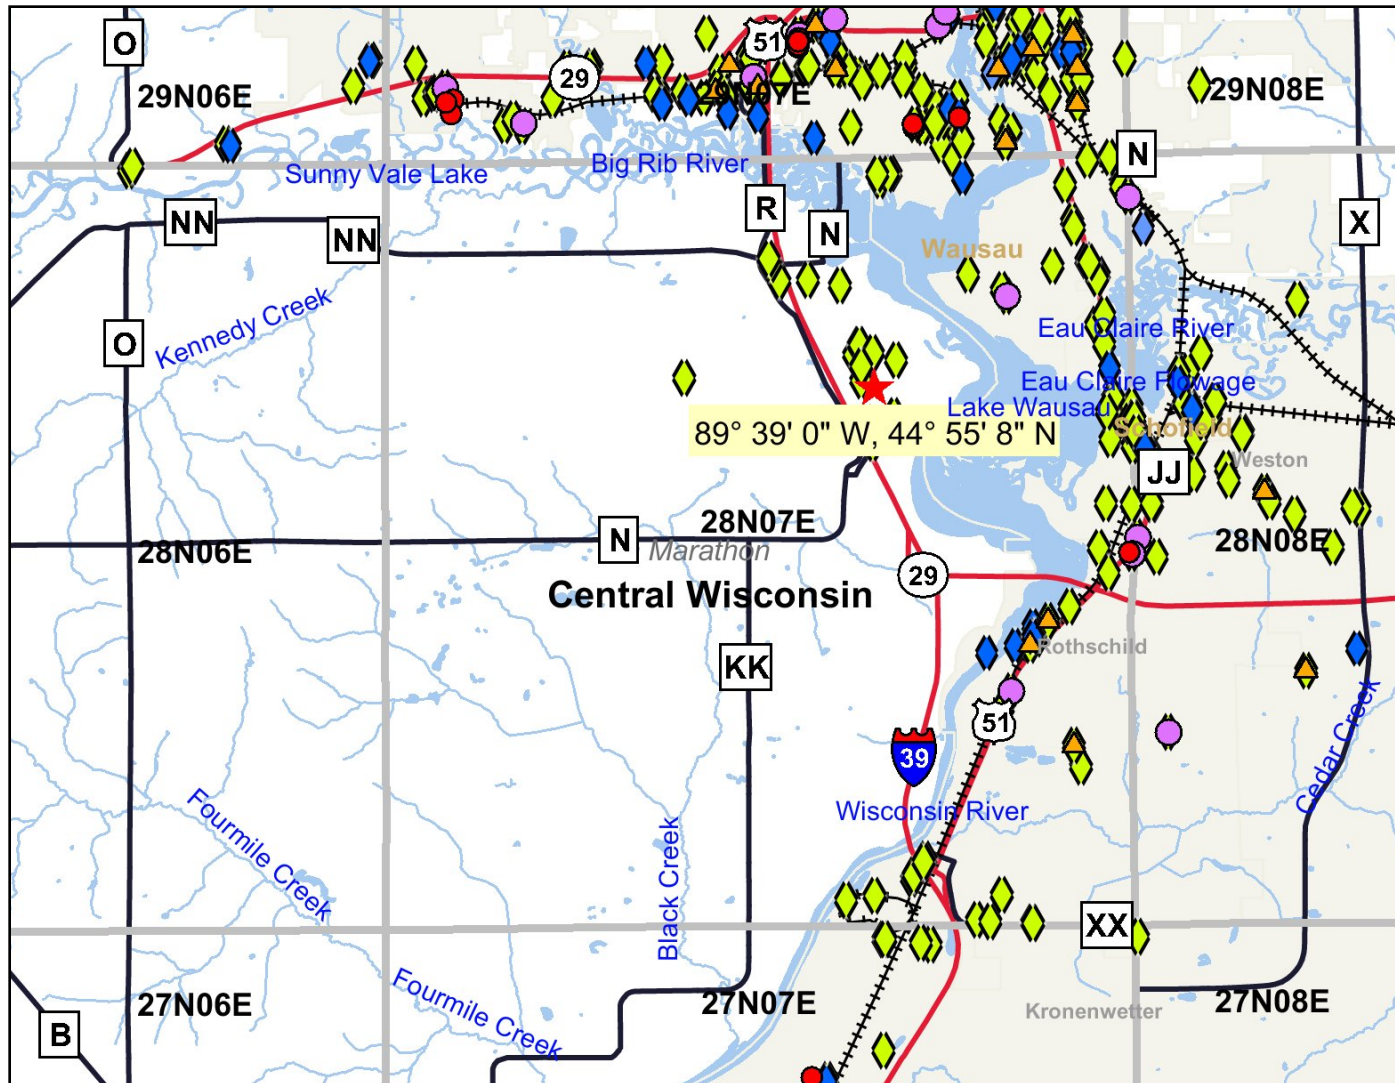 O
51
29
29N06E
29N07E
29N08E
N
Sunny Vale Lake
Big Rib River
NN
NN
R
N
X
Wausau
Kennedy Creek
O
Eau Claire River
Eau Claire Flowage
Lake Wausau
Schofield
89° 39' 0" W, 44° 55' 8" N
Weston
JJ
28N07E
N
Marathon
28N06E
28N08E
29
Central Wisconsin
KK
Rothschild
51
39
Cedar Creek
Wisconsin River
Fourmile Creek
Black Creek
XX
Fourmile Creek
27N06E
27N07E
27N08E
Kronenwetter
B